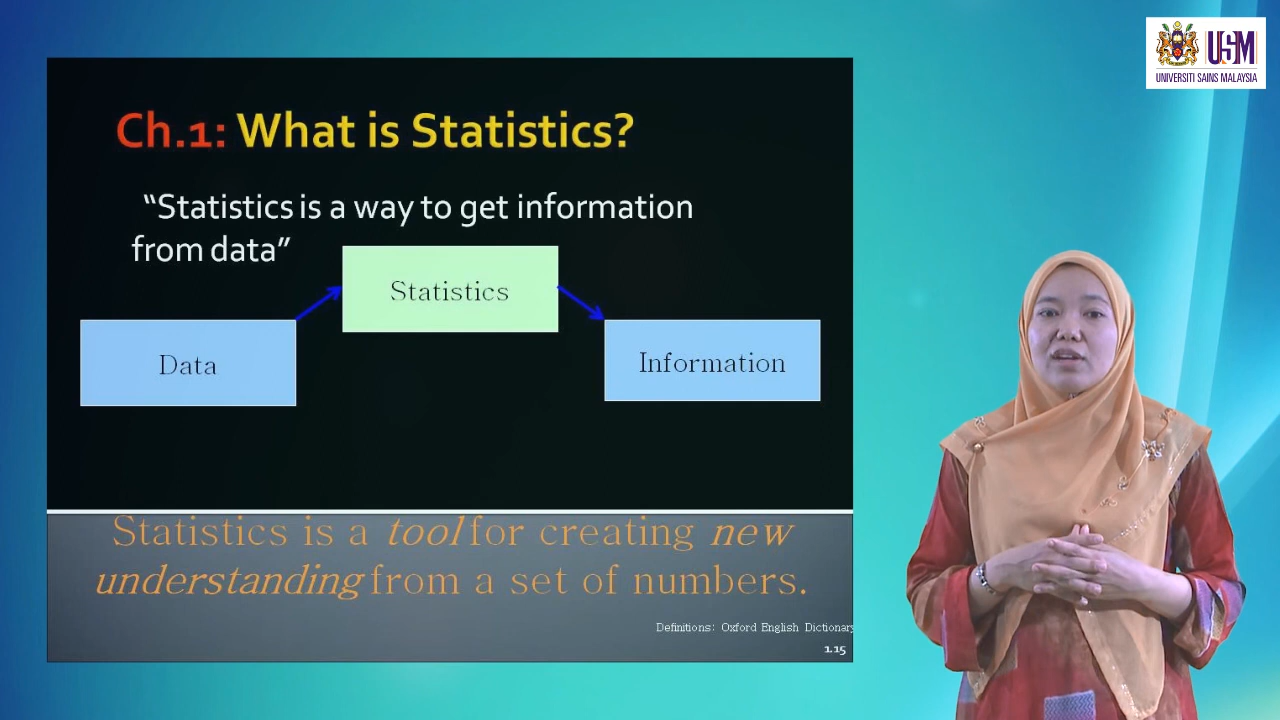 USM
UNIVERSITI SAINS MALAYSIA
Ch.1: What is Statistics?
“Statistics is a way to get information
from data”
Statistics
Data
Information
Statistics is a tool for creating new
understanding from a set of numbers.
Definitions: Oxford English Dictionary
1.15